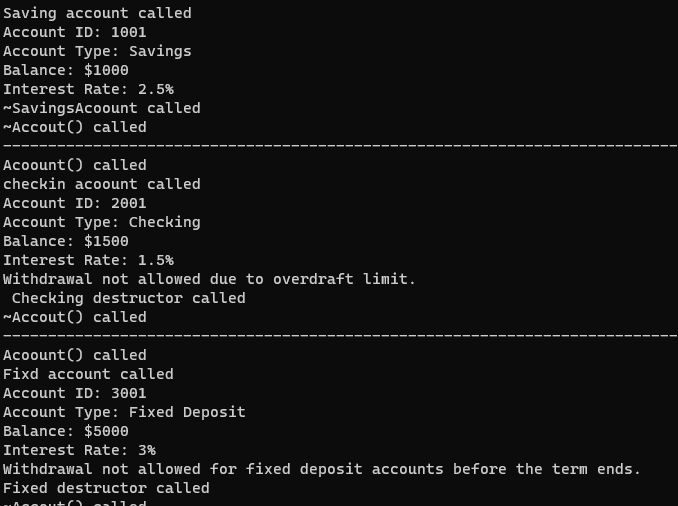 Saving account called
Account ID: 1001
Account Type: Savings
Balance: $1000
Interest Rate: 2.5%
~SavingsAcoount called
~Accout() called
---------------------------------------------------------------------------
Acoount() called
checkin acoount called
Account ID: 2001
Account Type: Checking
Balance: $1500
Interest Rate: 1.5%
Withdrawal not allowed due to overdraft limit.
 Checking destructor called
~Accout() called
---------------------------------------------------------------------------
Acoount() called
Fixd account called
Account ID: 3001
Account Type: Fixed Deposit
Balance: $5000
Interest Rate: 3%
Withdrawal not allowed for fixed deposit accounts before the term ends.
Fixed destructor called
~Accout() called